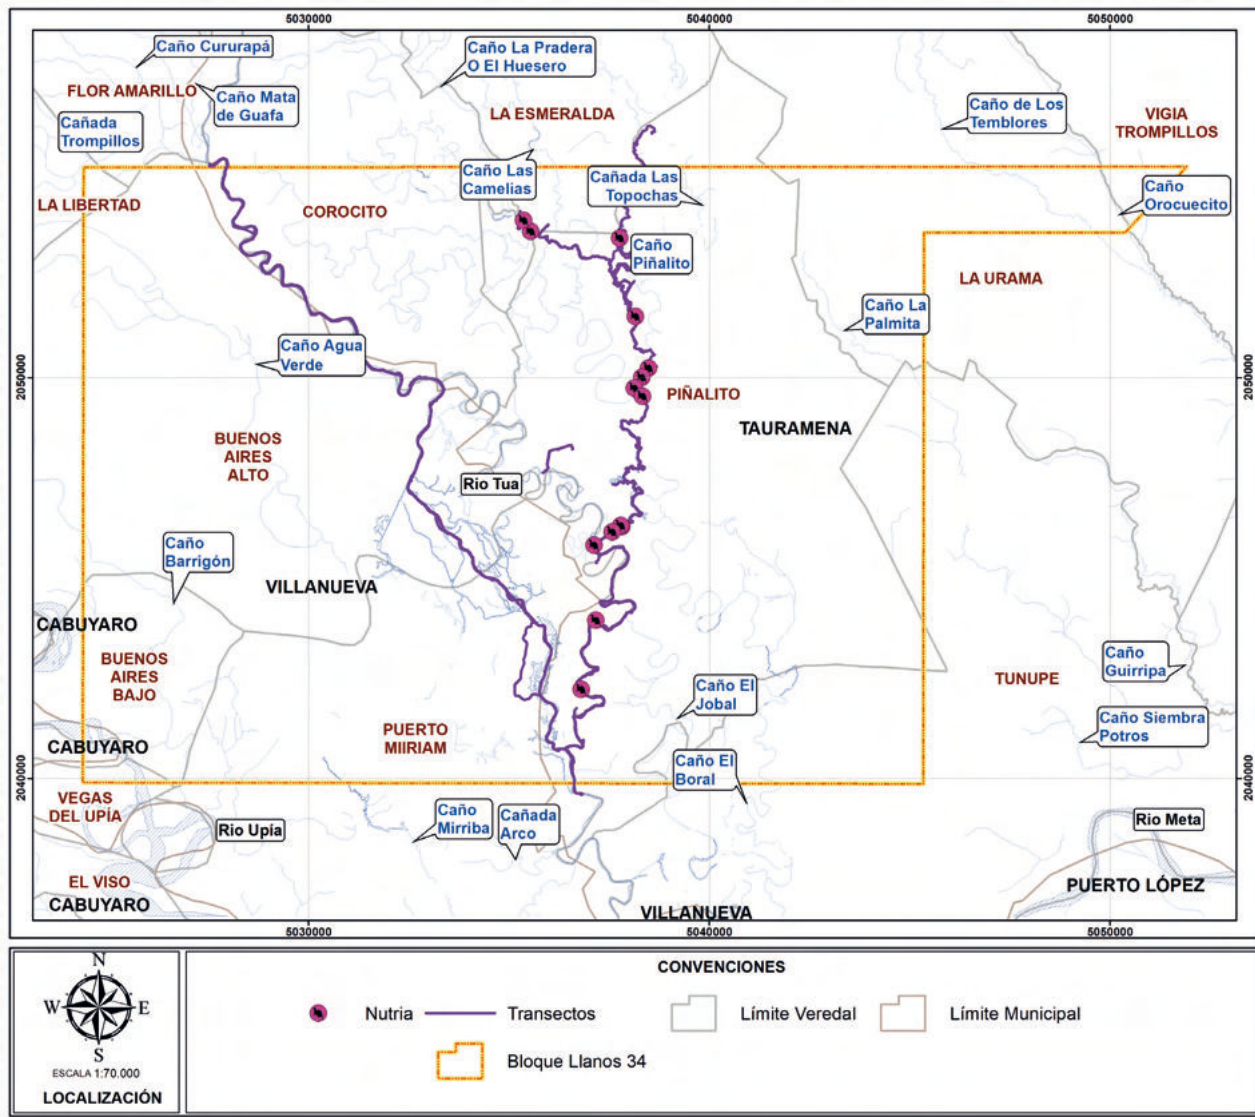 5030000
5040000
5050000
Caño Cururapá
Caño La Pradera
O El Huesero
FLOR AMARILLO
Caño Mata
de Guafa
Cañada
Trompillos
LA ESMERALDA
Caño de Los
Temblores
VIGIA
TROMPILLOS
Caño Las
Camelias
Cañada Las
Topochas
Caño
Orocuecito
LA LIBERTAD
COROCITO
Caño
Piñalito
LA URAMA
Caño La
Palmita
Caño Agua
Verde
2050000
2050000
PIÑALITO
TAURAMENA
BUENOS
AIRES
ALTO
Rio Tua
Caño
Barrigón
VILLANUEVA
CABUYARO
BUENOS
AIRES
BAJO
Caño
Guirripa
TUNUPE
Caño El
Jobal
Caño Siembra
Potros
PUERTO
MIIRIAM
CABUYARO
Caño El
Boral
2040000
2040000
VEGAS
DEL UPÍA
Rio Upía
Caño
Mirriba
Cañada
Arco
Rio Meta
EL VISO
CABUYARO
PUERTO LÓPEZ
VILLANUEVA
5030000
5040000
5050000
N
W
E
S
ESCALA 1:70.000
LOCALIZACIÓN
CONVENCIONES
Nutria
Transectos
Límite Veredal
Límite Municipal
Bloque Llanos 34